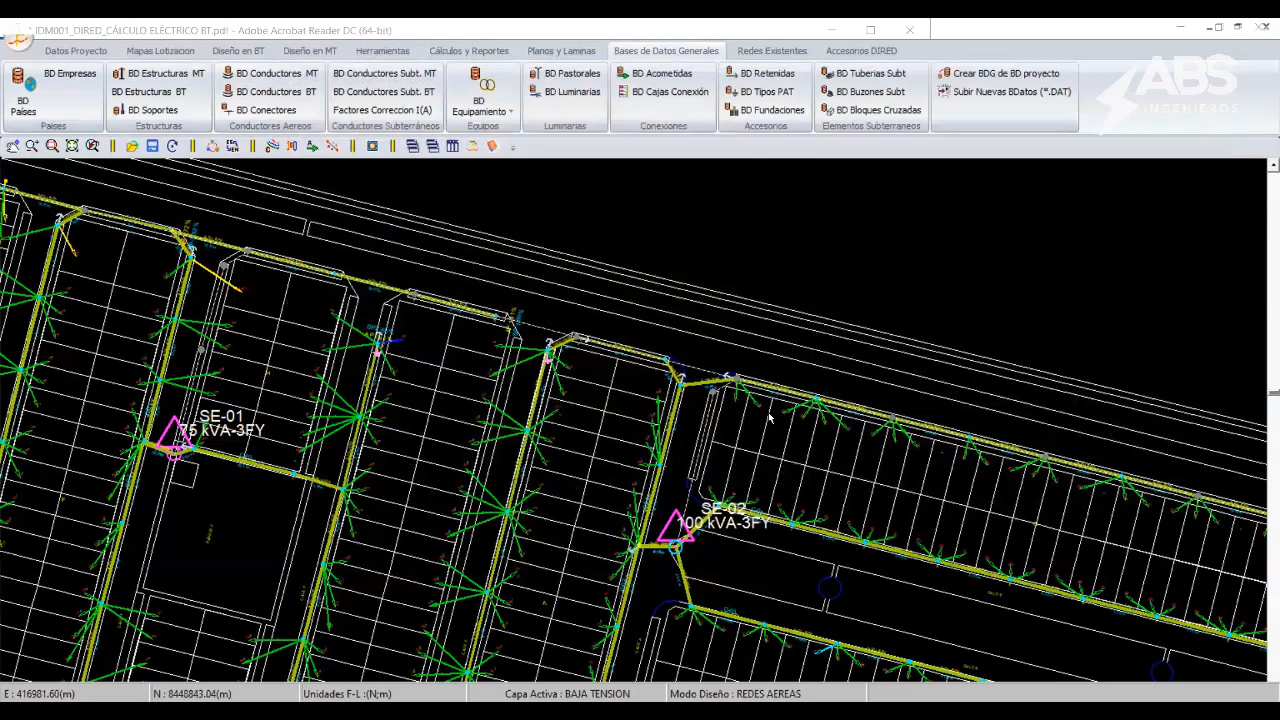 IDM001_DIRED_CÁLCULO ELÉCTRICO BT.pdf - Adobe Acrobat Reader DC (64-bit)
Datos Proyecto Mapas Lotizacion Diseño en BT Diseño en MT Herramientas Cálculos y Reportes Planos y Laminas Bases de Datos Generales Redes Existentes Accesorios DIRED
BD Empresas BD Estructuras MT BD Conductores MT BD Conductores Subt. MT BD Pastorales BD Acometidas BD Retenidas BD Tuberias Subt Crear BDG de BD proyecto
BD Paises BD Estructuras BT BD Conductores BT BD Conductores Subt. BT BD Equipamiento BD Luminarias BD Cajas Conexión BD Tipos PAT BD Buzones Subt Subir Nuevas BDatos (*.DAT)
BD Soportes BD Conectores Factores Correccion I(A) BD Fundaciones BD Bloques Cruzadas
Paises Estructuras Conductores Aereos Conductores Subterráneos Equipos Luminarias Conexiones Accesorios Elementos Subterraneos
ABS
INGENIEROS
SE-01
75 kVA-3FY
SE-02
100 kVA-3FY
E : 416981.60(m) N : 8448843.04(m) Unidades F-L :(N;m) Capa Activa : BAJA TENSION Modo Diseño : REDES AEREAS